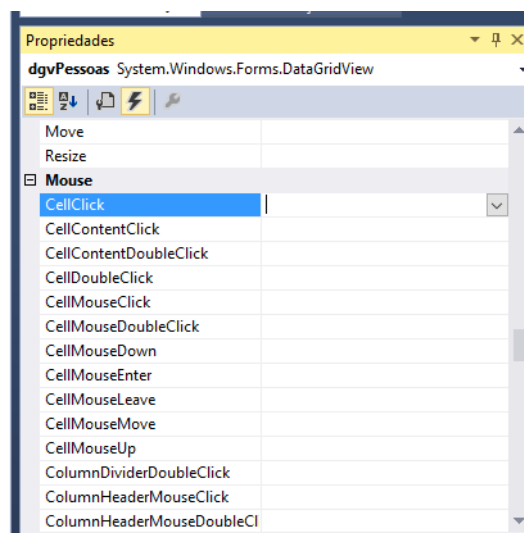 Propriedades
dgvPessoas System.Windows.Forms.DataGridView
Move
Resize
Mouse
CellClick
CellContentClick
CellContentDoubleClick
CellDoubleClick
CellMouseClick
CellMouseDoubleClick
CellMouseDown
CellMouseEnter
CellMouseLeave
CellMouseMove
CellMouseUp
ColumnDividerDoubleClick
ColumnHeaderMouseClick
ColumnHeaderMouseDoubleCl